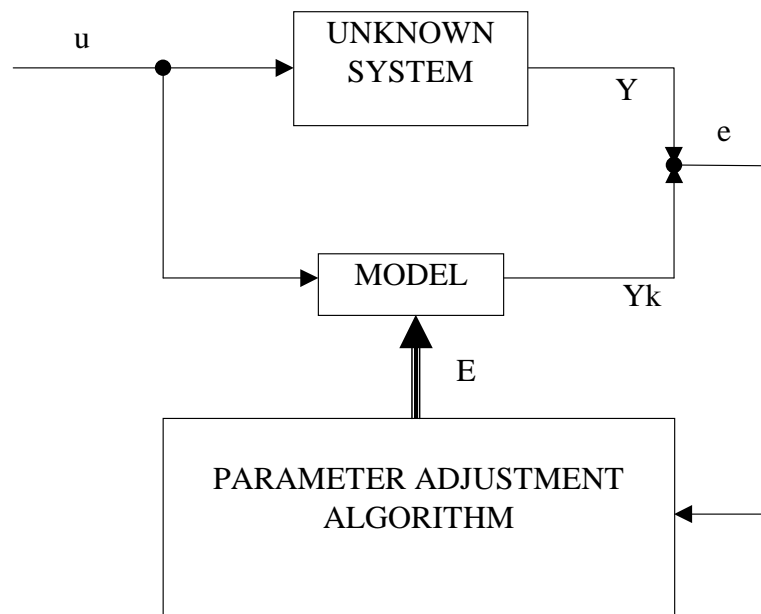 u
UNKNOWN
SYSTEM
Y
e
MODEL
Yk
E
PARAMETER ADJUSTMENT
ALGORITHM